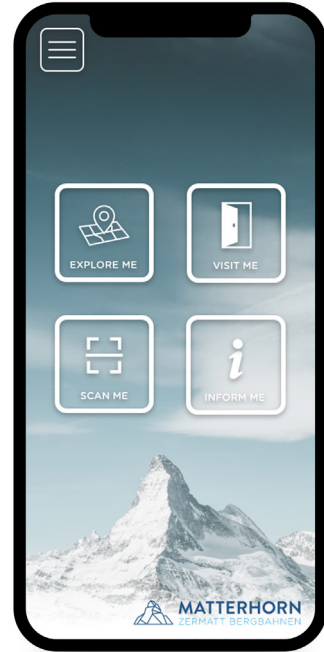 EXPLORE ME
VISIT ME
SCAN ME
INFORM ME
MATTERHORN
ZERMATT BERGBAHNEN